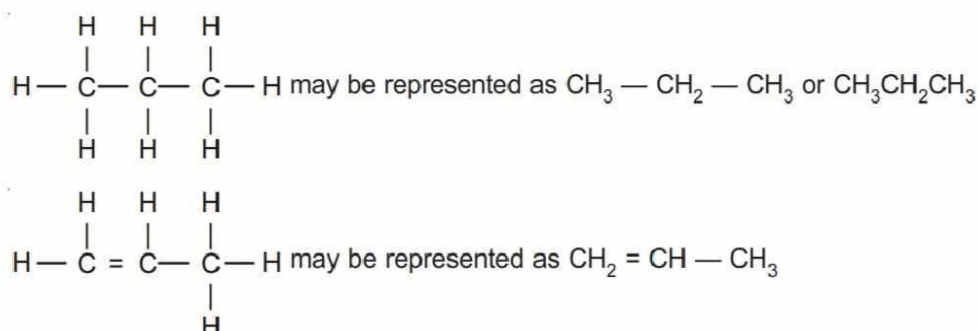 H H H
| | |
H — C — C — C — H may be represented as CH₃ — CH₂ — CH₃ or CH₃CH₂CH₃
| | |
H H H
H H H
| | |
H — C = C — C — H may be represented as CH₂ = CH — CH₃
|
H